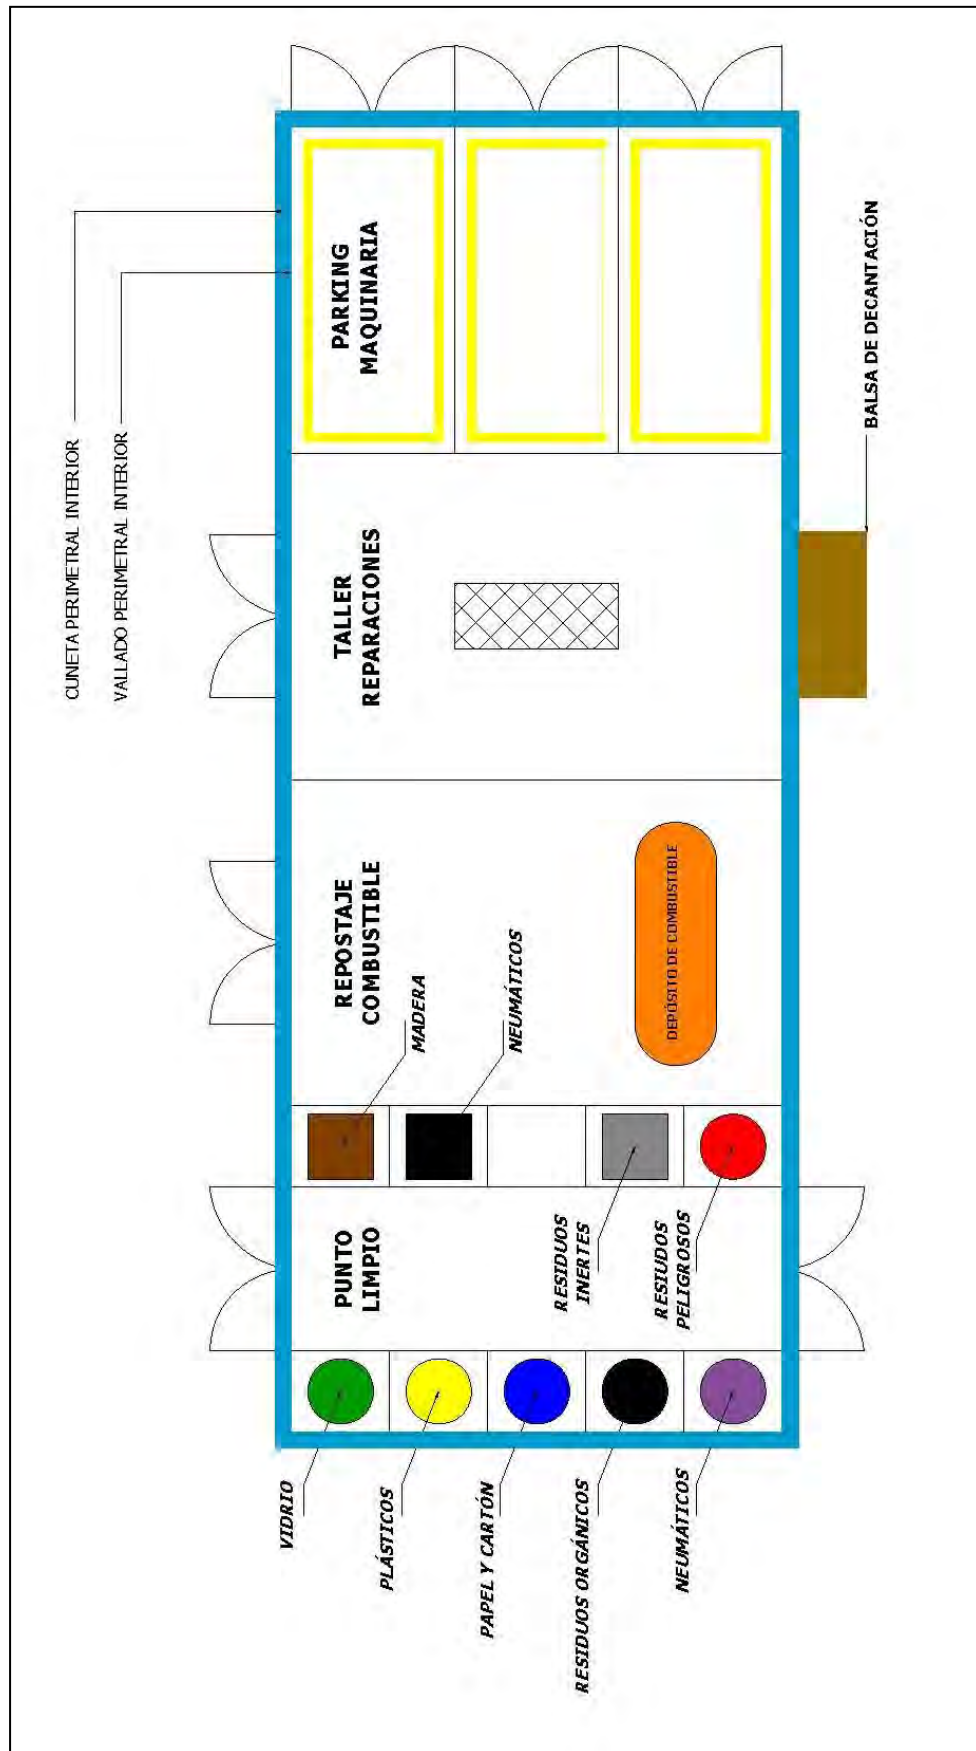 CUNETA PERIMETRAL INTERIOR
VALLADO PERIMETRAL INTERIOR
PUNTO
LIMPIO
REPOSTAJE
COMBUSTIBLE
TALLER
REPARACIONES
PARKING
MAQUINARIA
MADERA
NEUMÁTICOS
RESIDUOS
INERTES
RESIUDOS
PELIGROSOS
DEPÓSITO DE COMBUSTIBLE
BALSA DE DECANTACIÓN
VIDRIO
PLÁSTICOS
PAPEL Y CARTÓN
RESIDUOS ORGÁNICOS
NEUMÁTICOS